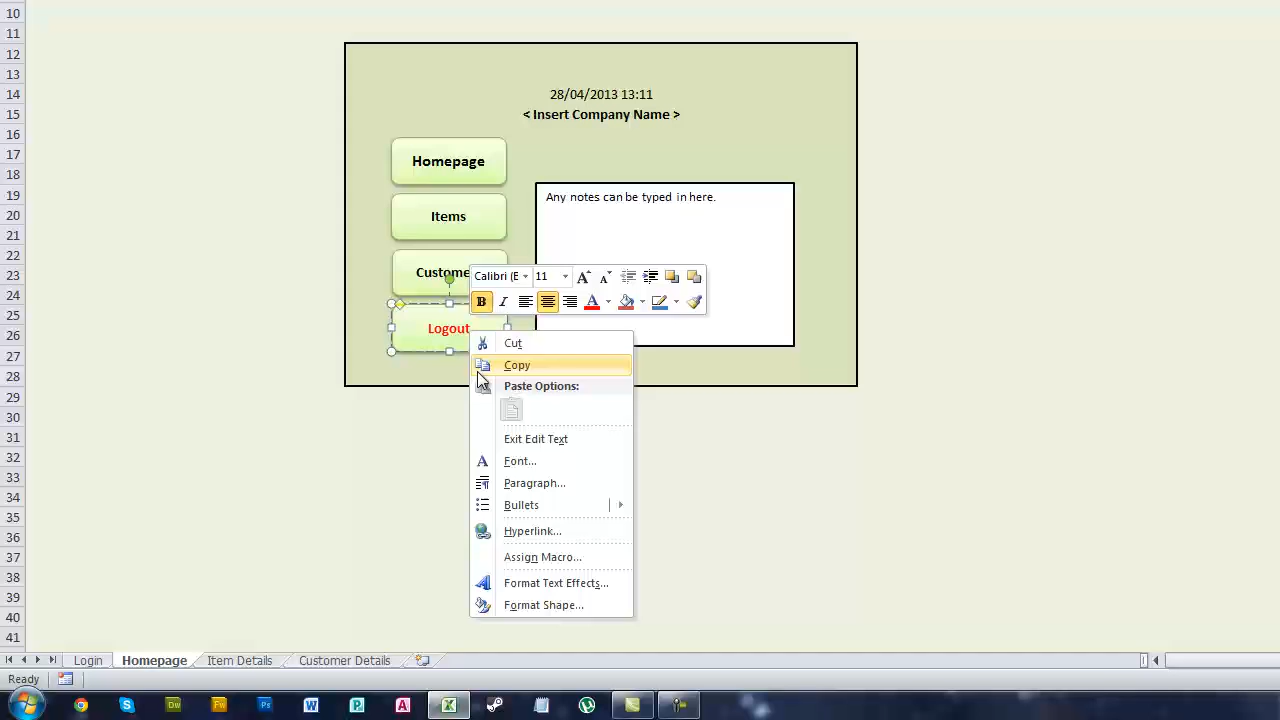 10
11
12
13
14
15
16
17
18
19
20
21
22
23
24
25
26
27
28
29
30
31
32
33
34
35
36
37
38
39
40
41
28/04/2013 13:11
< Insert Company Name >
Homepage
Items
Custome
Logout
Any notes can be typed in here.
Calibri (E 11 A A
B I A
Cut
Copy
Paste Options:
Exit Edit Text
Font...
Paragraph...
Bullets
Hyperlink...
Assign Macro...
Format Text Effects...
Format Shape...
Login Homepage Item Details Customer Details
Ready
Dw Fw Ps W P A X